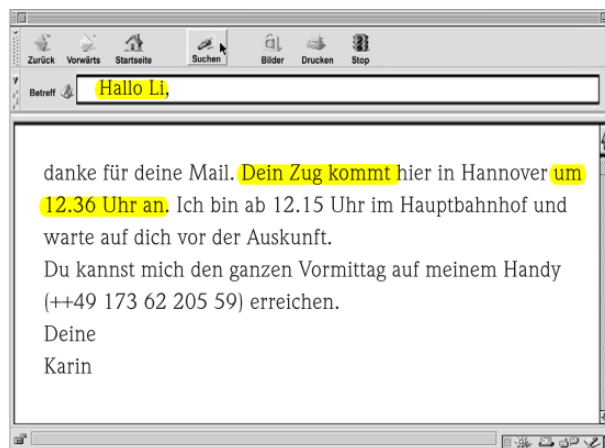 Zurück Vorwärts Startseite Suchen Bilder Drucken Stop
Betreff Hallo Li,
danke für deine Mail. Dein Zug kommt hier in Hannover um
12.36 Uhr an. Ich bin ab 12.15 Uhr im Hauptbahnhof und
warte auf dich vor der Auskunft.
Du kannst mich den ganzen Vormittag auf meinem Handy
(++49 173 62 205 59) erreichen.
Deine
Karin